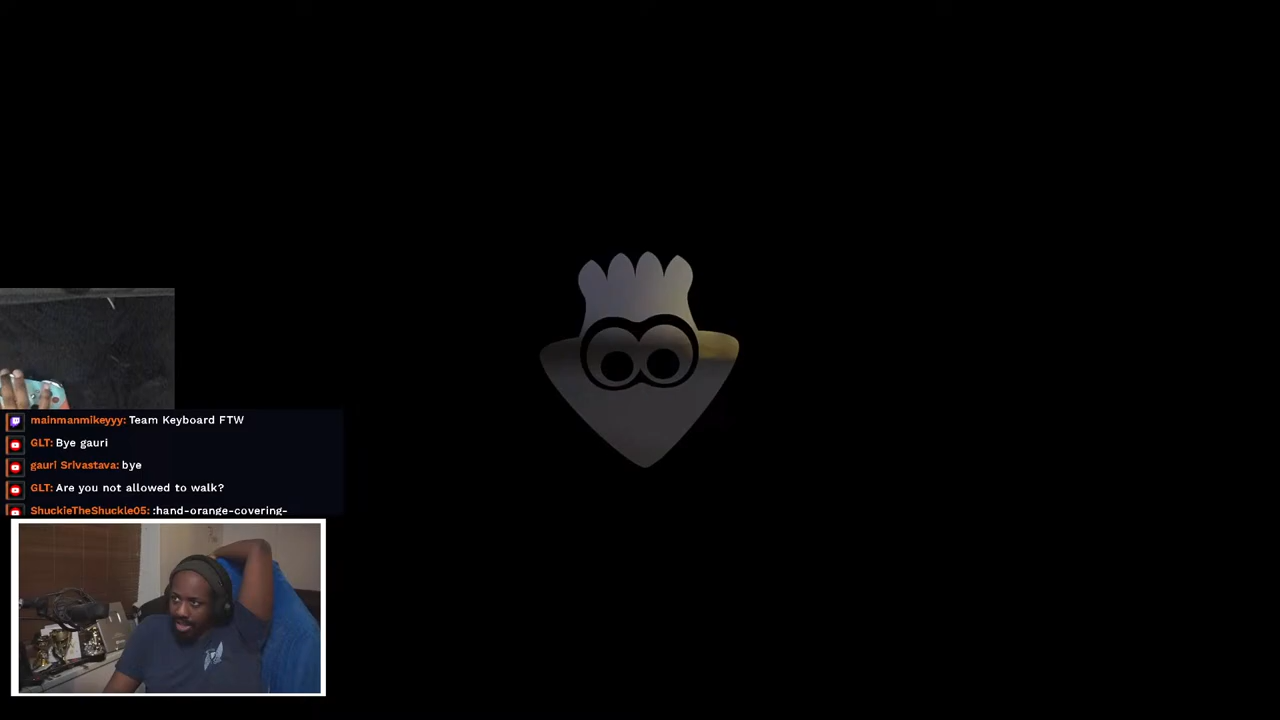 mainmanmikeyyy: Team Keyboard FTW
GLT: Bye gauri
gauri Srivastava: bye
GLT: Are you not allowed to walk?
ShuckieTheShuckle05: :hand-orange-covering-